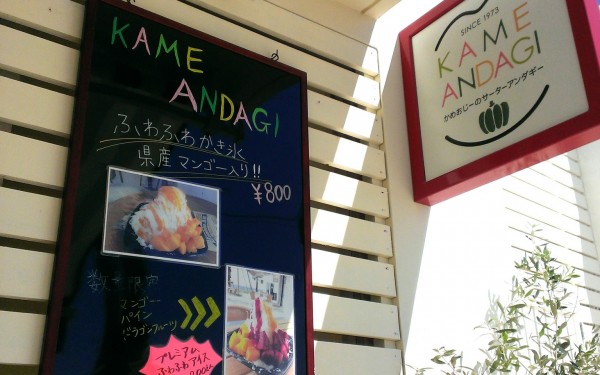 KAME
ANDAGI
ふわふわかき氷
県産マンゴー入り!!
¥800
数量限定
マンゴー
パイン
ドラゴンフルーツ
プレミアム
ふわふわアイス
SINCE 1973
KAME
ANDAGI
かめおじーのサーターアンダギー